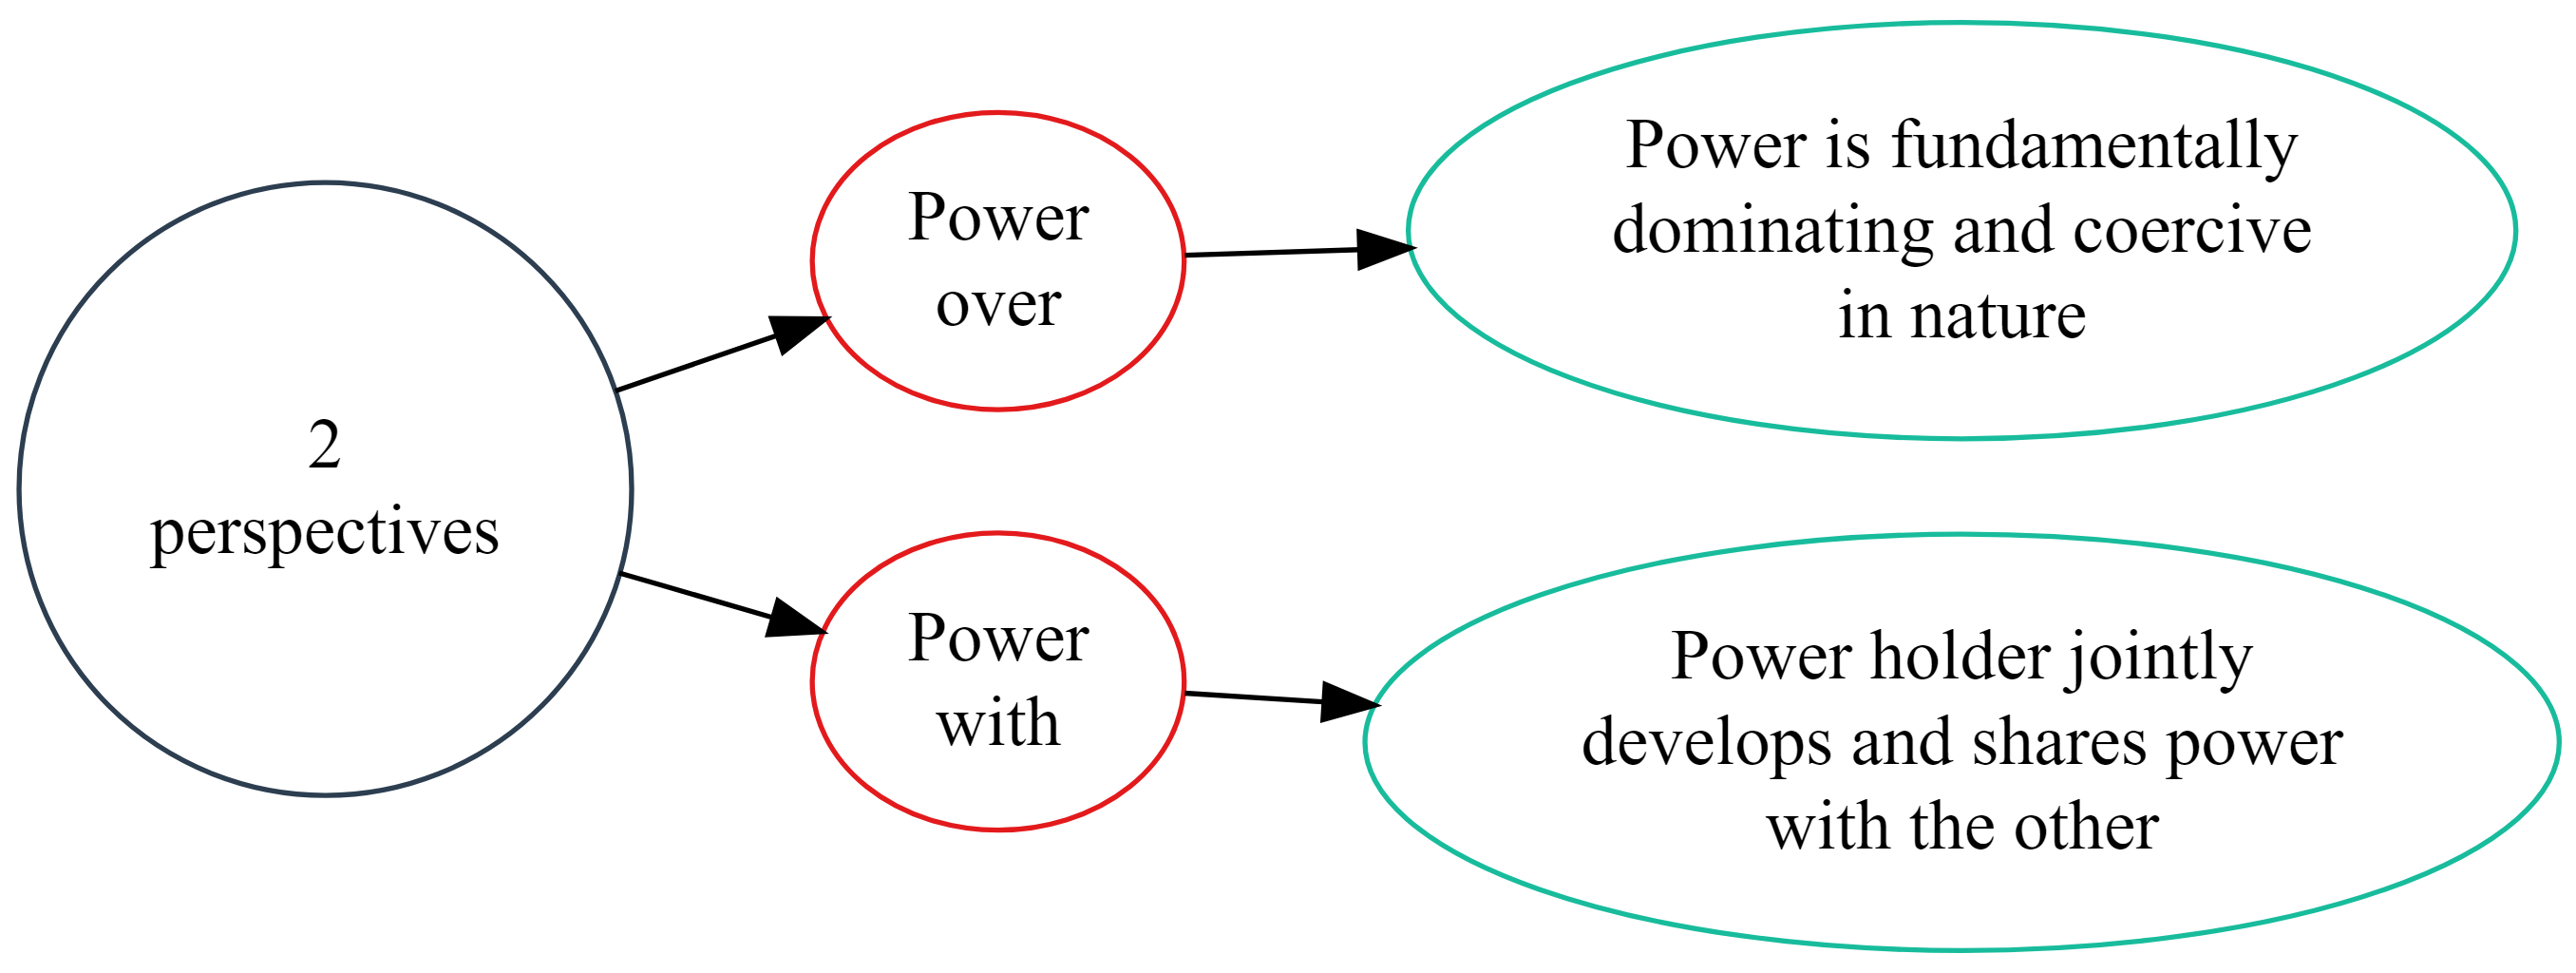 2
perspectives
Power
over
Power is fundamentally
dominating and coercive
in nature
Power
with
Power holder jointly
develops and shares power
with the other